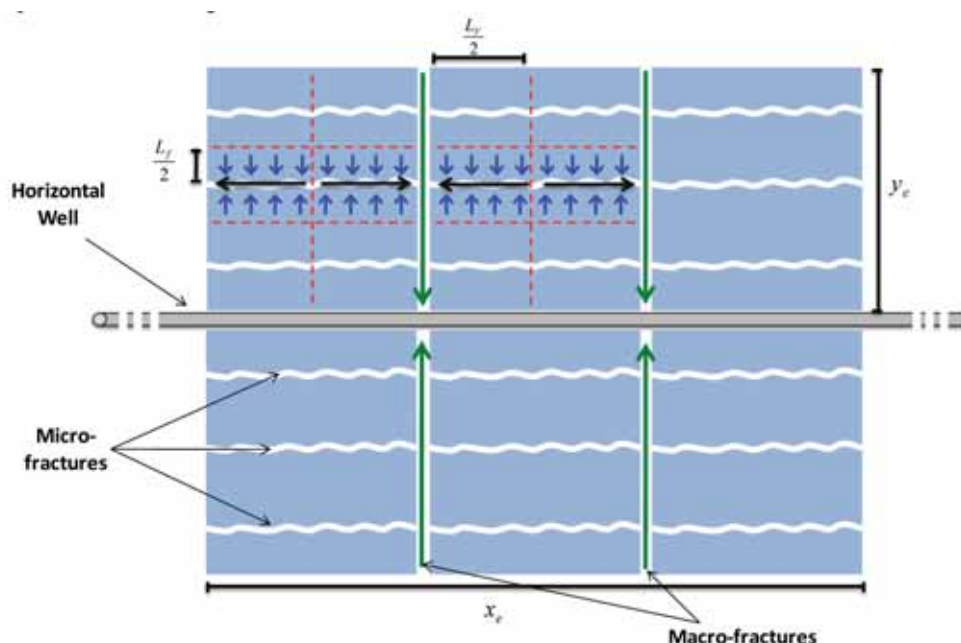 L_F
2
L_f
2
Horizontal
Well
y_e
Micro-
fractures
x_e
Macro-fractures